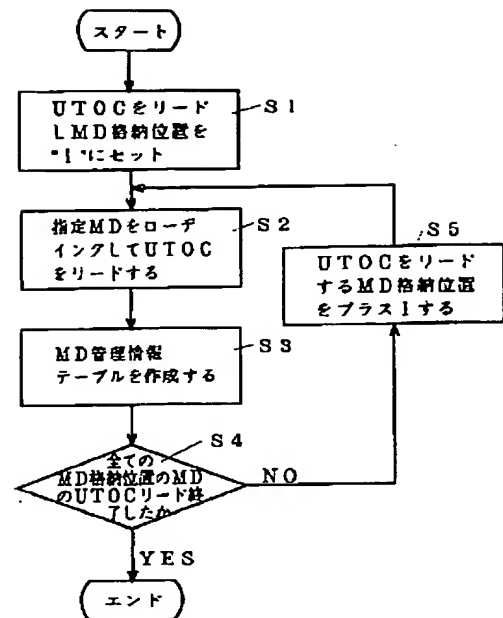 スタート
UTOCをリード
LMD格納位置を
"1"にセット
S1
指定MDをローデ
ィングしてUTOC
をリードする
S2
UTOCをリード
するMD格納位置
をプラス1する
S5
MD管理情報
テーブルを作成する
S3
全ての
MD格納位置のMD
のUTOCリード終
了したか
S4
NO
YES
エンド